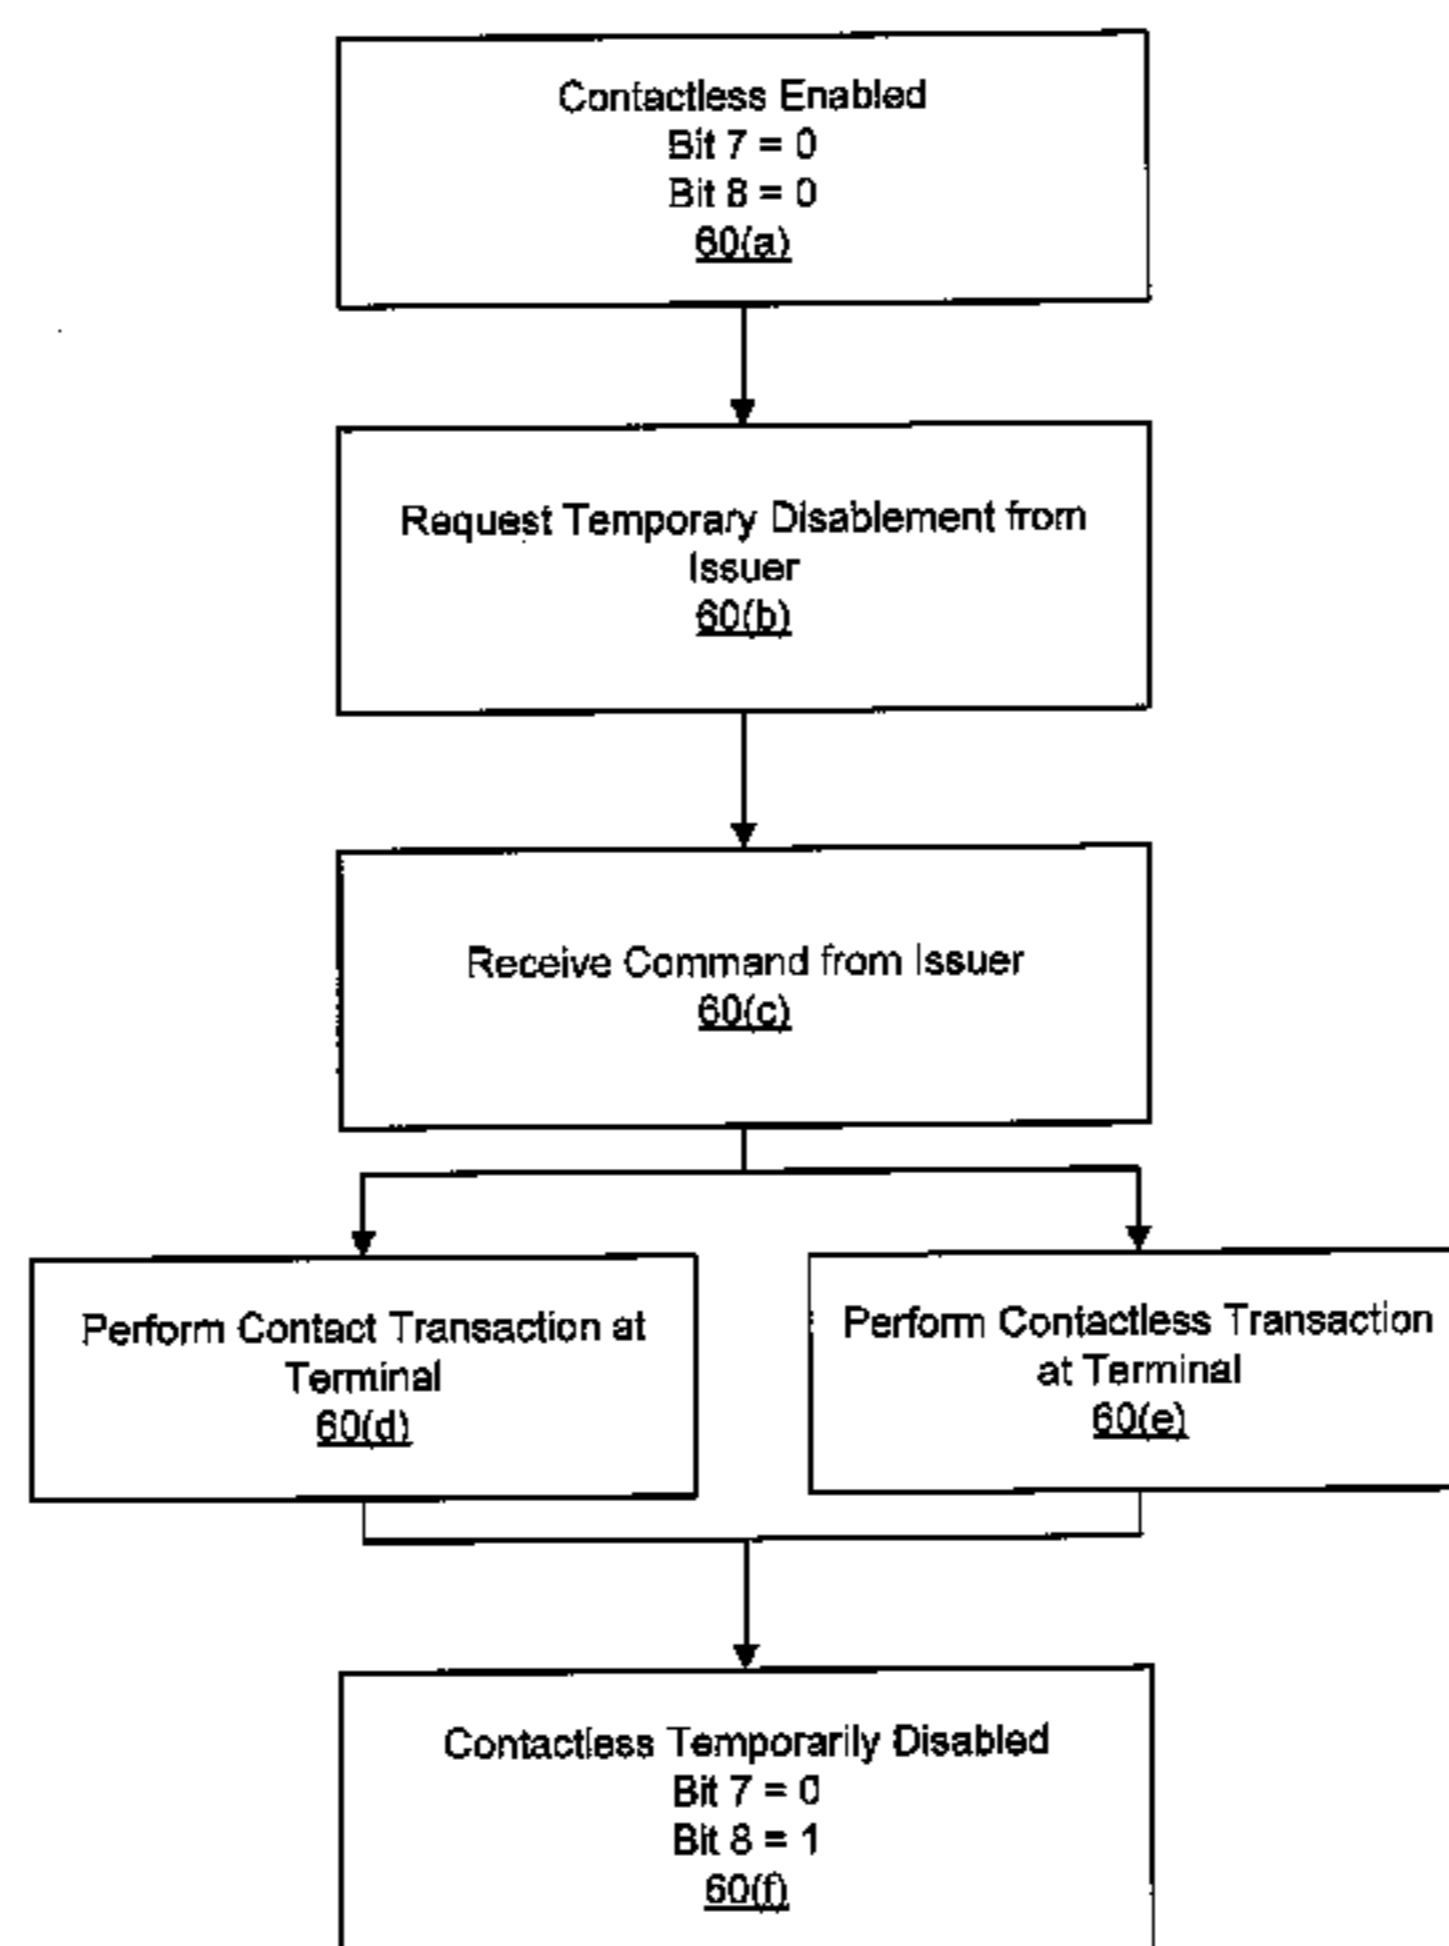 Contactless Enabled
Bit 7 = 0
Bit 8 = 0
60(a)
Request Temporary Disablement from
Issuer
60(b)
Receive Command from Issuer
60(c)
Perform Contact Transaction at
Terminal
60(d)
Perform Contactless Transaction
at Terminal
60(e)
Contactless Temporarily Disabled
Bit 7 = 0
Bit 8 = 1
60(f)